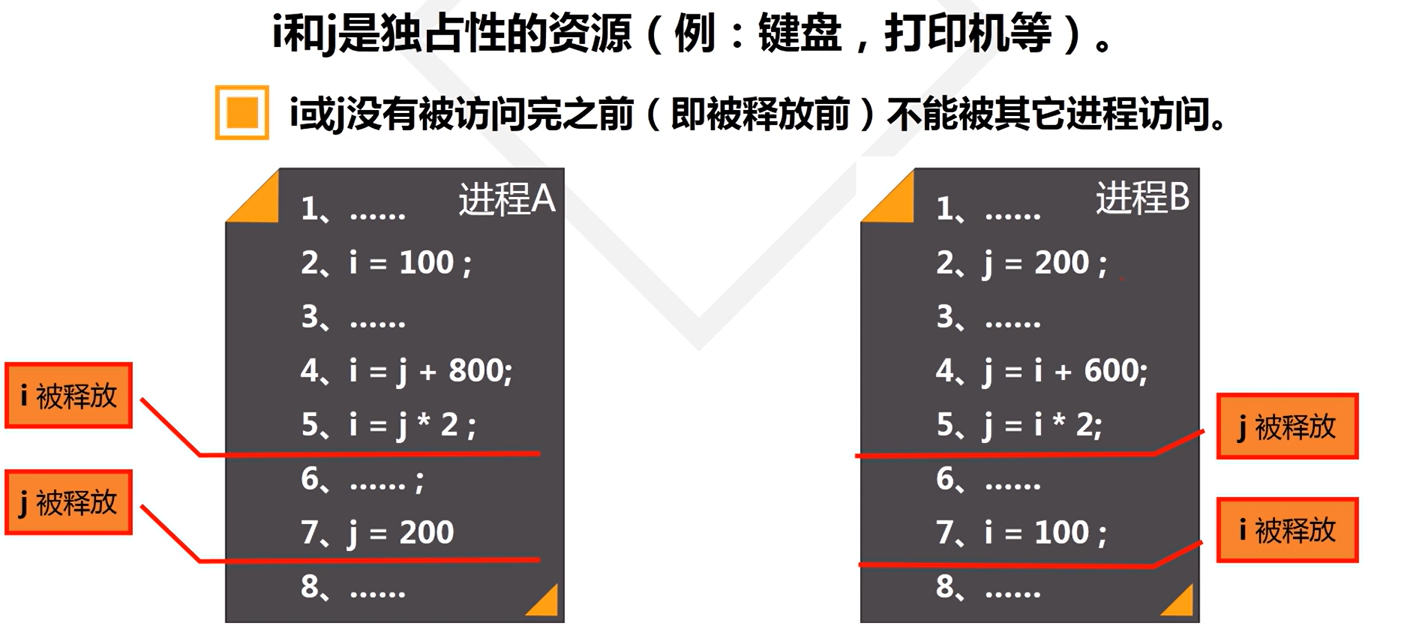 i和j是独占性的资源（例：键盘，打印机等）。
i或j没有被访问完之前（即被释放前）不能被其它进程访问。
进程A
1、......
2、i = 100 ;
3、......
4、i = j + 800;
5、i = j * 2 ;
6、...... ;
7、j = 200
8、......
i 被释放
j 被释放
进程B
1、......
2、j = 200 ;
3、......
4、j = i + 600;
5、j = i * 2;
6、......
7、i = 100 ;
8、......
j 被释放
i 被释放